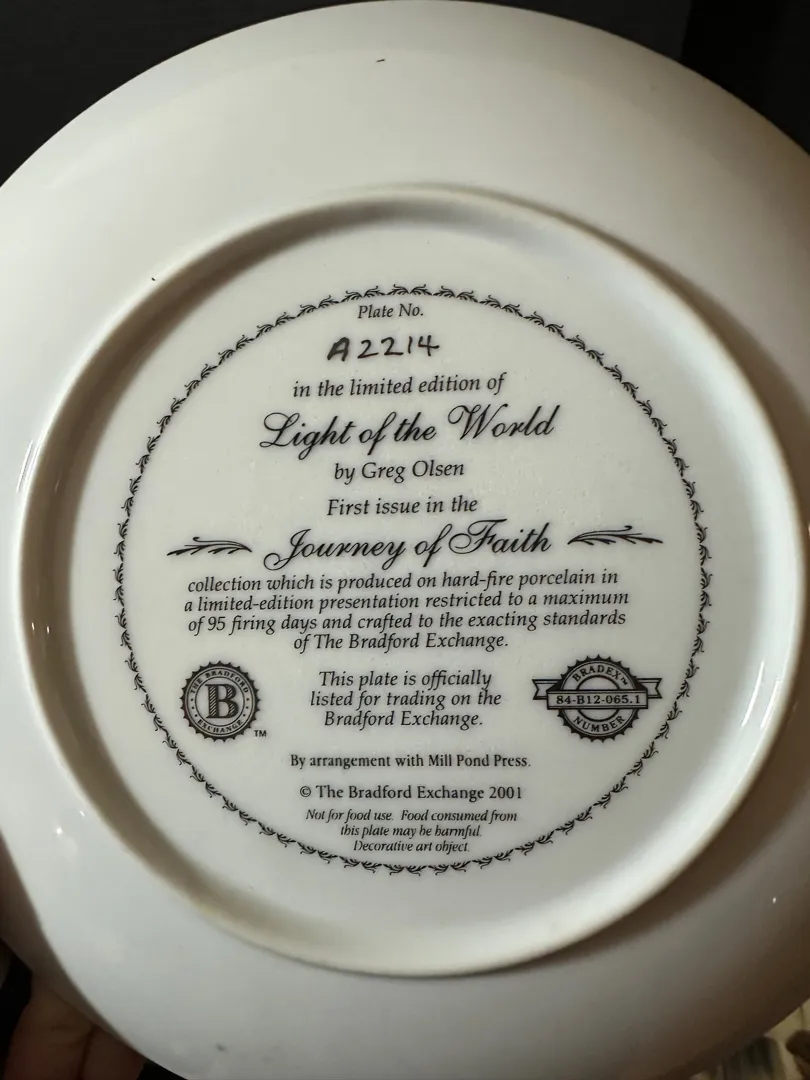 Plate No.
A2214
in the limited edition of
Light of the World
by Greg Olsen
First issue in the
Journey of Faith
collection which is produced on hard-fire porcelain in
a limited-edition presentation restricted to a maximum
of 95 firing days and crafted to the exacting standards
of The Bradford Exchange.
THE BRADFORD
B
EXCHANGE
TM
This plate is officially
listed for trading on the
Bradford Exchange.
BRADEX™
84-B12-065.1
NUMBER
By arrangement with Mill Pond Press.
© The Bradford Exchange 2001
Not for food use. Food consumed from
this plate may be harmful.
Decorative art object.